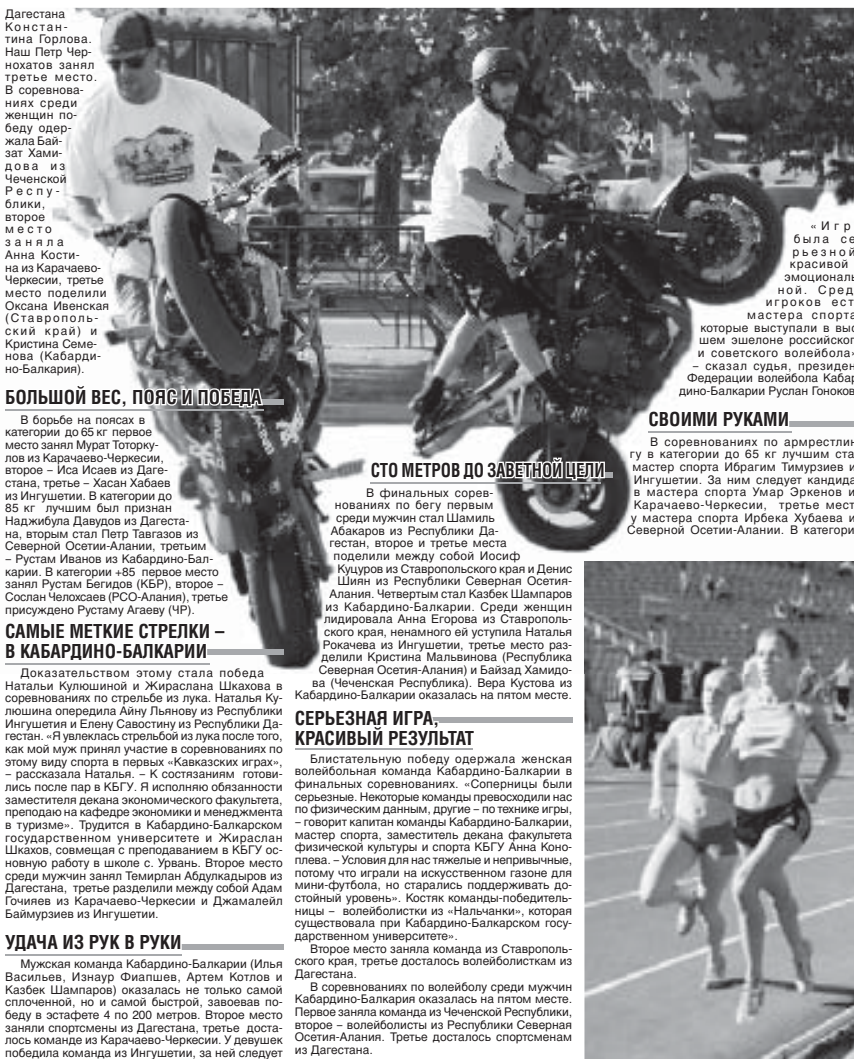 Дагестана
Констан-
тина Горлова.
Наш Петр Чер-
нохатов занял
третье место.
В соревнова-
ниях среди
женщин по-
беду одер-
жала Бай-
зат Хами-
дова из
Чеченской
Респу-
блики,
второе
место
заняла
Анна Кости-
на из Карачаево-
Черкесии, третье
место поделили
Оксана Ивенская
(Ставрополь-
ский край) и
Кристина Семе-
нова (Кабарди-
но-Балкария).
БОЛЬШОЙ ВЕС, ПОЯС И ПОБЕДА
В борьбе на поясах в
категории до 65 кг первое
место занял Мурат Тоторку-
лов из Карачаево-Черкесии,
второе – Иса Исаев из Даге-
стана, третье – Хасан Хабаев
из Ингушетии. В категории до
85 кг лучшим был признан
Наджибула Давудов из Дагеста-
на, вторым стал Петр Тавгазов из
Северной Осетии-Алании, третьим
– Рустам Иванов из Кабардино-Бал-
карии. В категории +85 первое место
занял Рустам Бегидов (КБР), второе –
Сослан Челохсаев (РСО-Алания), третье
присуждено Рустаму Агаеву (ЧР).
САМЫЕ МЕТКИЕ СТРЕЛКИ –
В КАБАРДИНО-БАЛКАРИИ
Доказательством этому стала победа
Натальи Кулюшиной и Жираслана Шкахова в
соревнованиях по стрельбе из лука. Наталья Ку-
люшина опередила Айну Льянову из Республики
Ингушетия и Елену Савостину из Республики Да-
гестан. «Я увлеклась стрельбой из лука после того,
как мой муж принял участие в соревнованиях по
этому виду спорта в первых «Кавказских играх»,
– рассказала Наталья. – К состязаниям готови-
лись после пар в КБГУ. Я исполняю обязанности
заместителя декана экономического факультета,
преподаю на кафедре экономики и менеджмента
в туризме». Трудится в Кабардино-Балкарском
государственном университете и Жираслан
Шкахов, совмещая с преподаванием в КБГУ ос-
новную работу в школе с. Урвань. Второе место
среди мужчин занял Темирлан Абдулкадыров из
Дагестана, третье разделили между собой Адам
Гочияев из Карачаево-Черкесии и Джамалейл
Баймурзиев из Ингушетии.
УДАЧА ИЗ РУК В РУКИ
Мужская команда Кабардино-Балкарии (Илья
Васильев, Изнаур Фиапшев, Артем Котлов и
Казбек Шампаров) оказалась не только самой
сплоченной, но и самой быстрой, завоевав по-
беду в эстафете 4 по 200 метров. Второе место
заняли спортсмены из Дагестана, третье доста-
лось команде из Карачаево-Черкесии. У девушек
победила команда из Ингушетии, за ней следует
СТО МЕТРОВ ДО ЗАВЕТНОЙ ЦЕЛИ
В финальных сорев-
нованиях по бегу первым
среди мужчин стал Шамиль
Абакаров из Республики Да-
гестан, второе и третье места
поделили между собой Иосиф
Куцуров из Ставропольского края и Денис
Шиян из Республики Северная Осетия-
Алания. Четвертым стал Казбек Шампаров
из Кабардино-Балкарии. Среди женщин
лидировала Анна Егорова из Ставрополь-
ского края, ненамного ей уступила Наталья
Рокачева из Ингушетии, третье место раз-
делили Кристина Мальвинова (Республика
Северная Осетия-Алания) и Байзад Хамидо-
ва (Чеченская Республика). Вера Кустова из
Кабардино-Балкарии оказалась на пятом месте.
СЕРЬЕЗНАЯ ИГРА,
КРАСИВЫЙ РЕЗУЛЬТАТ
Блистательную победу одержала женская
волейбольная команда Кабардино-Балкарии в
финальных соревнованиях. «Соперницы были
серьезные. Некоторые команды превосходили нас
по физическим данным, другие – по технике игры,
– говорит капитан команды Кабардино-Балкарии,
мастер спорта, заместитель декана факультета
физической культуры и спорта КБГУ Анна Коно-
плева. – Условия для нас тяжелые и непривычные,
потому что играли на искусственном газоне для
мини-футбола, но старались поддерживать до-
стойный уровень». Костяк команды-победитель-
ницы – волейболистки из «Нальчанки», которая
существовала при Кабардино-Балкарском госу-
дарственном университете».
Второе место заняла команда из Ставрополь-
ского края, третье досталось волейболисткам из
Дагестана.
В соревнованиях по волейболу среди мужчин
Кабардино-Балкария оказалась на пятом месте.
Первое заняла команда из Чеченской Республики,
второе – волейболисты из Республики Северная
Осетия-Алания. Третье досталось спортсменам
из Дагестана.
«Игр
была се
рьезной
красивой
эмоциональ
ной. Сред
игроков ест
мастера спорта
которые выступали в выс
шем эшелоне российског
и советского волейбола»
– сказал судья, президен
Федерации волейбола Кабар
дино-Балкарии Руслан Гоноков
СВОИМИ РУКАМИ
В соревнованиях по армрестлин
гу в категории до 65 кг лучшим ста
мастер спорта Ибрагим Тимурзиев и
Ингушетии. За ним следует кандида
в мастера спорта Умар Эркенов и
Карачаево-Черкесии, третье мест
у мастера спорта Ирбека Хубаева и
Северной Осетии-Алании. В категори